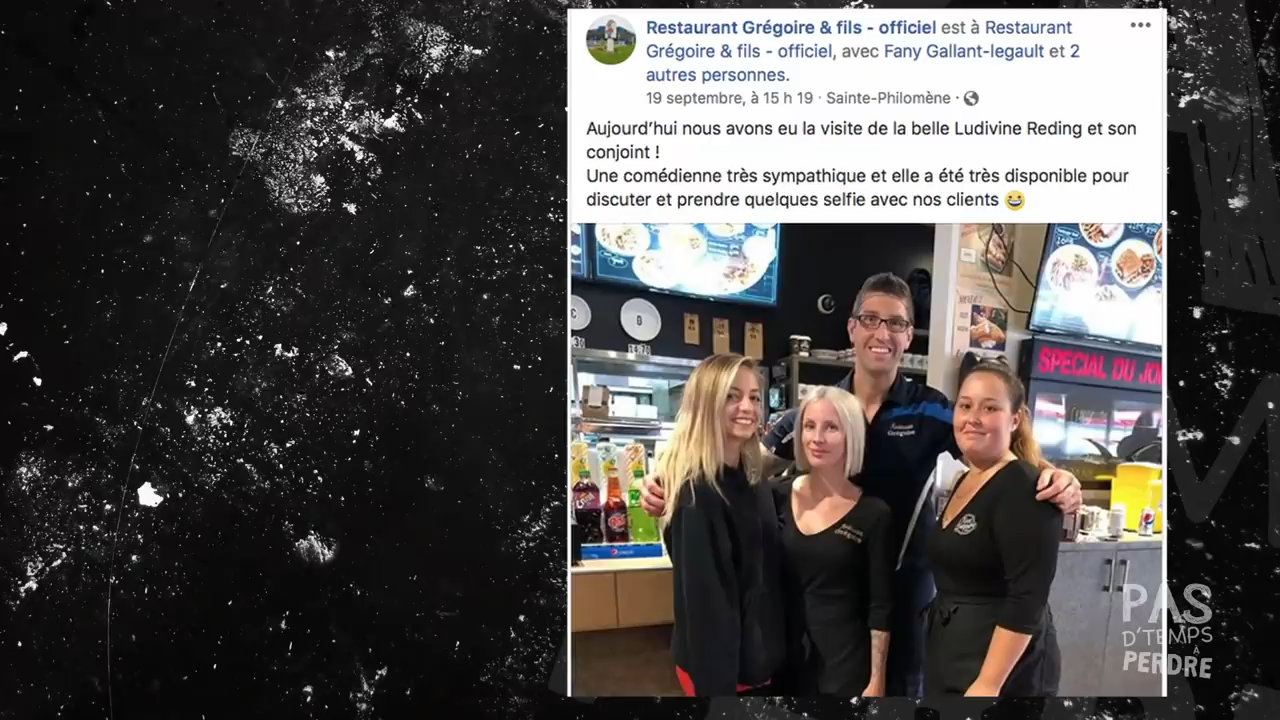 Restaurant Grégoire & fils - officiel est à Restaurant
Grégoire & fils - officiel, avec Fany Gallant-legault et 2
autres personnes.
19 septembre, à 15 h 19 · Sainte-Philomène ·
Aujourd'hui nous avons eu la visite de la belle Ludivine Reding et son
conjoint !
Une comédienne très sympathique et elle a été très disponible pour
discuter et prendre quelques selfie avec nos clients 😀
SPECIAL DU JOU
Grégoire
pepsi
PAS
D'TEMPS
À
PERDRE